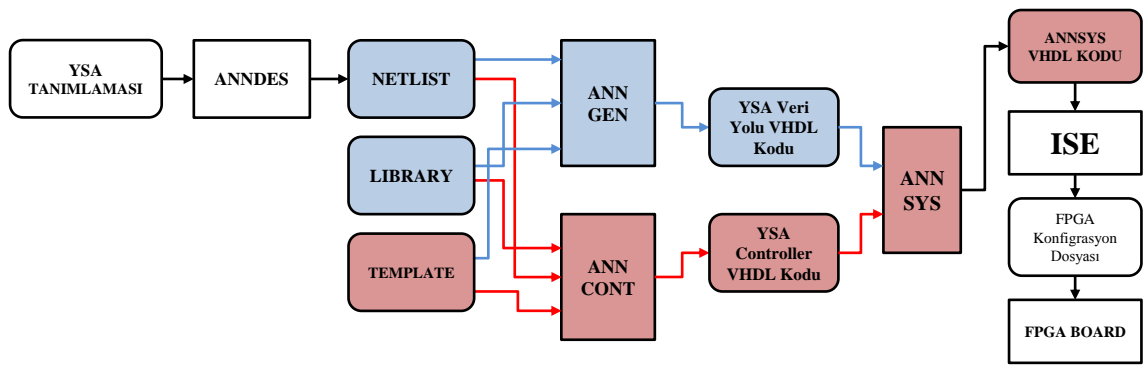 YSA
TANIMLAMASI
ANNDES
NETLIST
LIBRARY
TEMPLATE
ANN
GEN
ANN
CONT
YSA Veri
Yolu VHDL
Kodu
YSA
Controller
VHDL Kodu
ANN
SYS
ANNSYS
VHDL KODU
ISE
FPGA
Konfigrasyon
Dosyası
FPGA BOARD